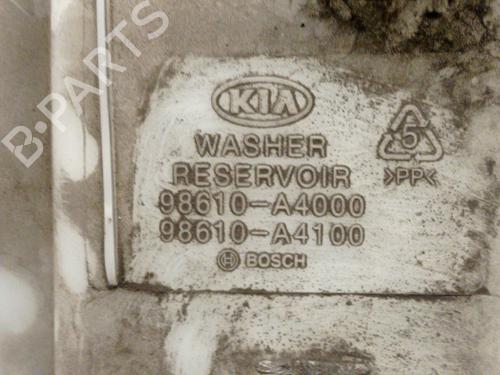 B-PARTS
KIA
WASHER
RESERVOIR
98610-A4000
98610-A4100
BOSCH
5
>PP<